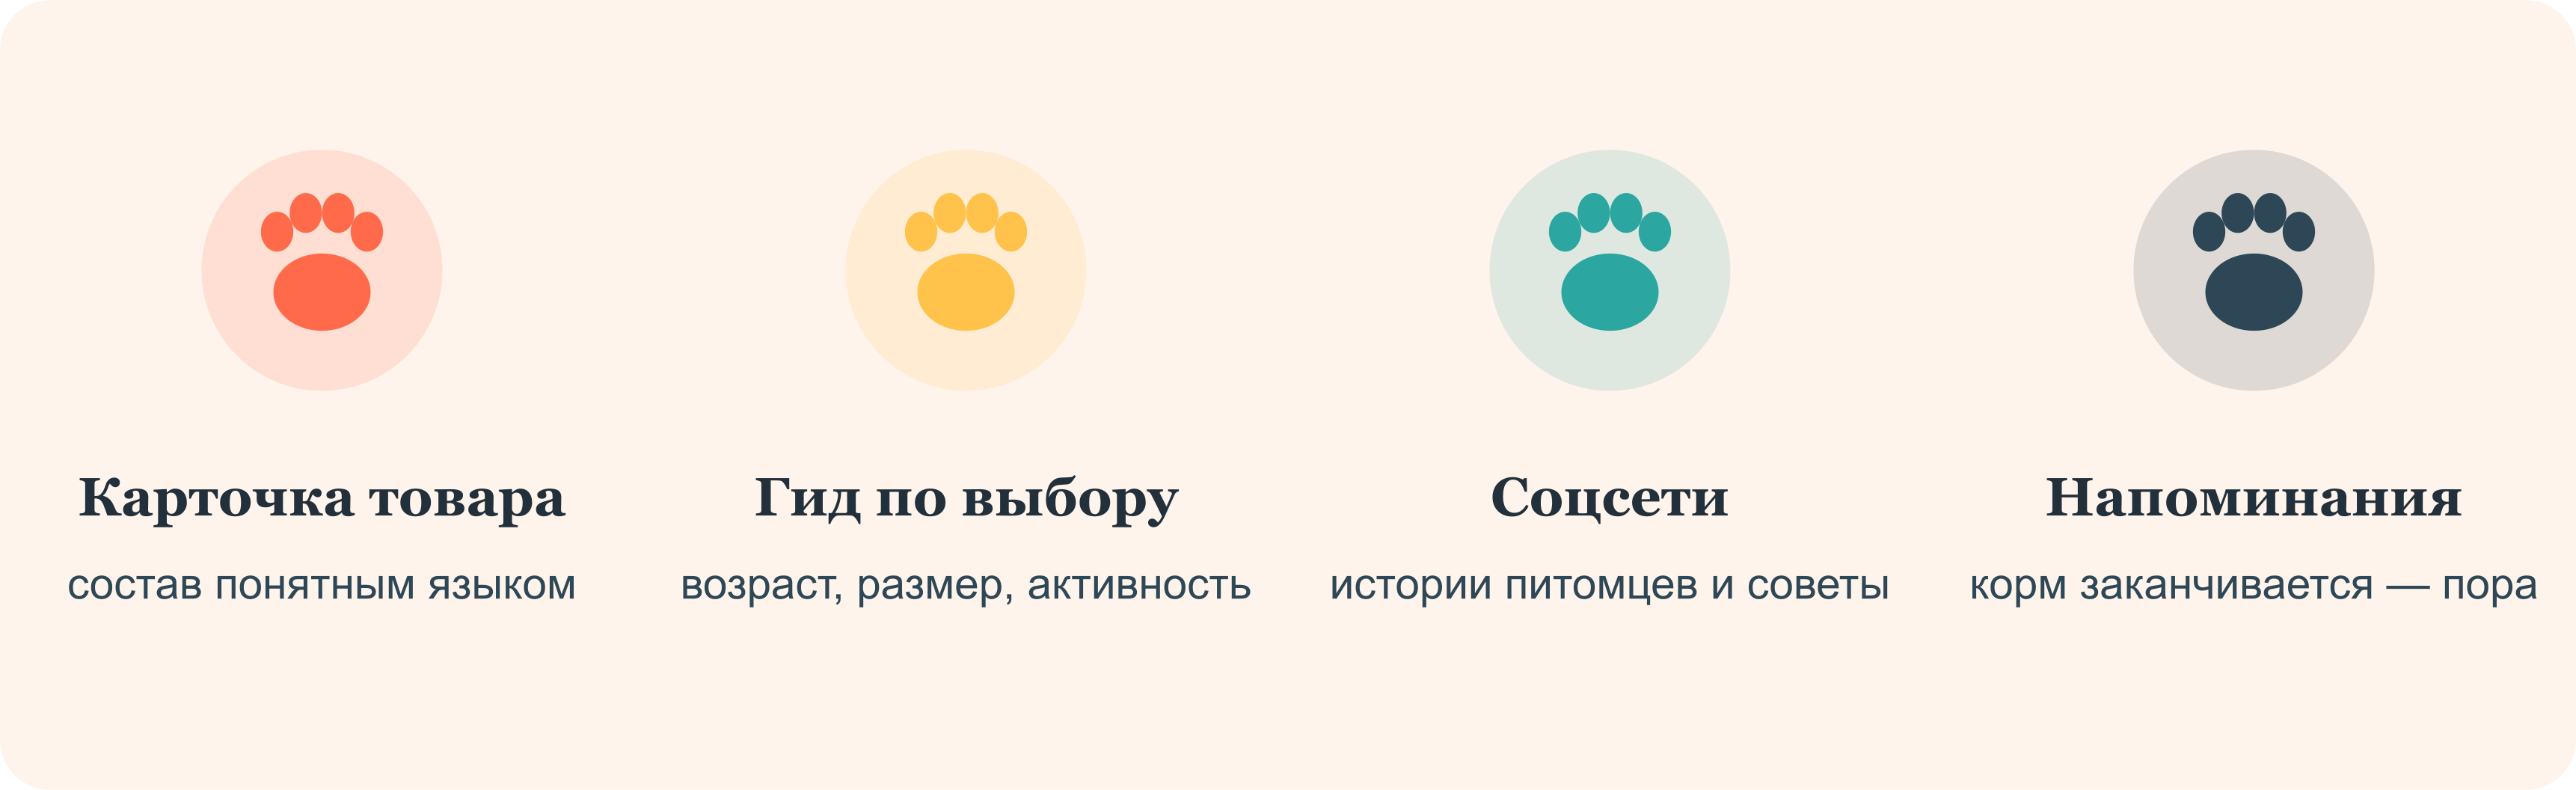 Карточка товара
состав понятным языком
Гид по выбору
возраст, размер, активность
Соцсети
истории питомцев и советы
Напоминания
корм заканчивается — пора